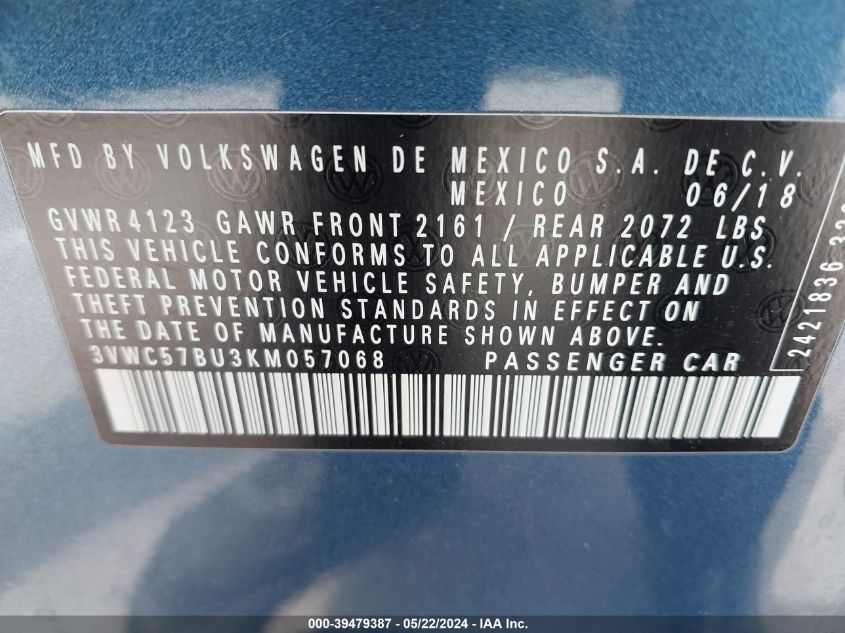 MFD BY VOLKSWAGEN DE MEXICO S.A. DE C.V.
MEXICO 06/18
GVWR 4123 GAWR FRONT 2161 / REAR 2072 LBS
THIS VEHICLE CONFORMS TO ALL APPLICABLE U.S.
FEDERAL MOTOR VEHICLE SAFETY, BUMPER AND
THEFT PREVENTION STANDARDS IN EFFECT ON
THE DATE OF MANUFACTURE SHOWN ABOVE.
3VWC57BU3KM057068 PASSENGER CAR
2421836
000-39479387 - 05/22/2024 - IAA Inc.